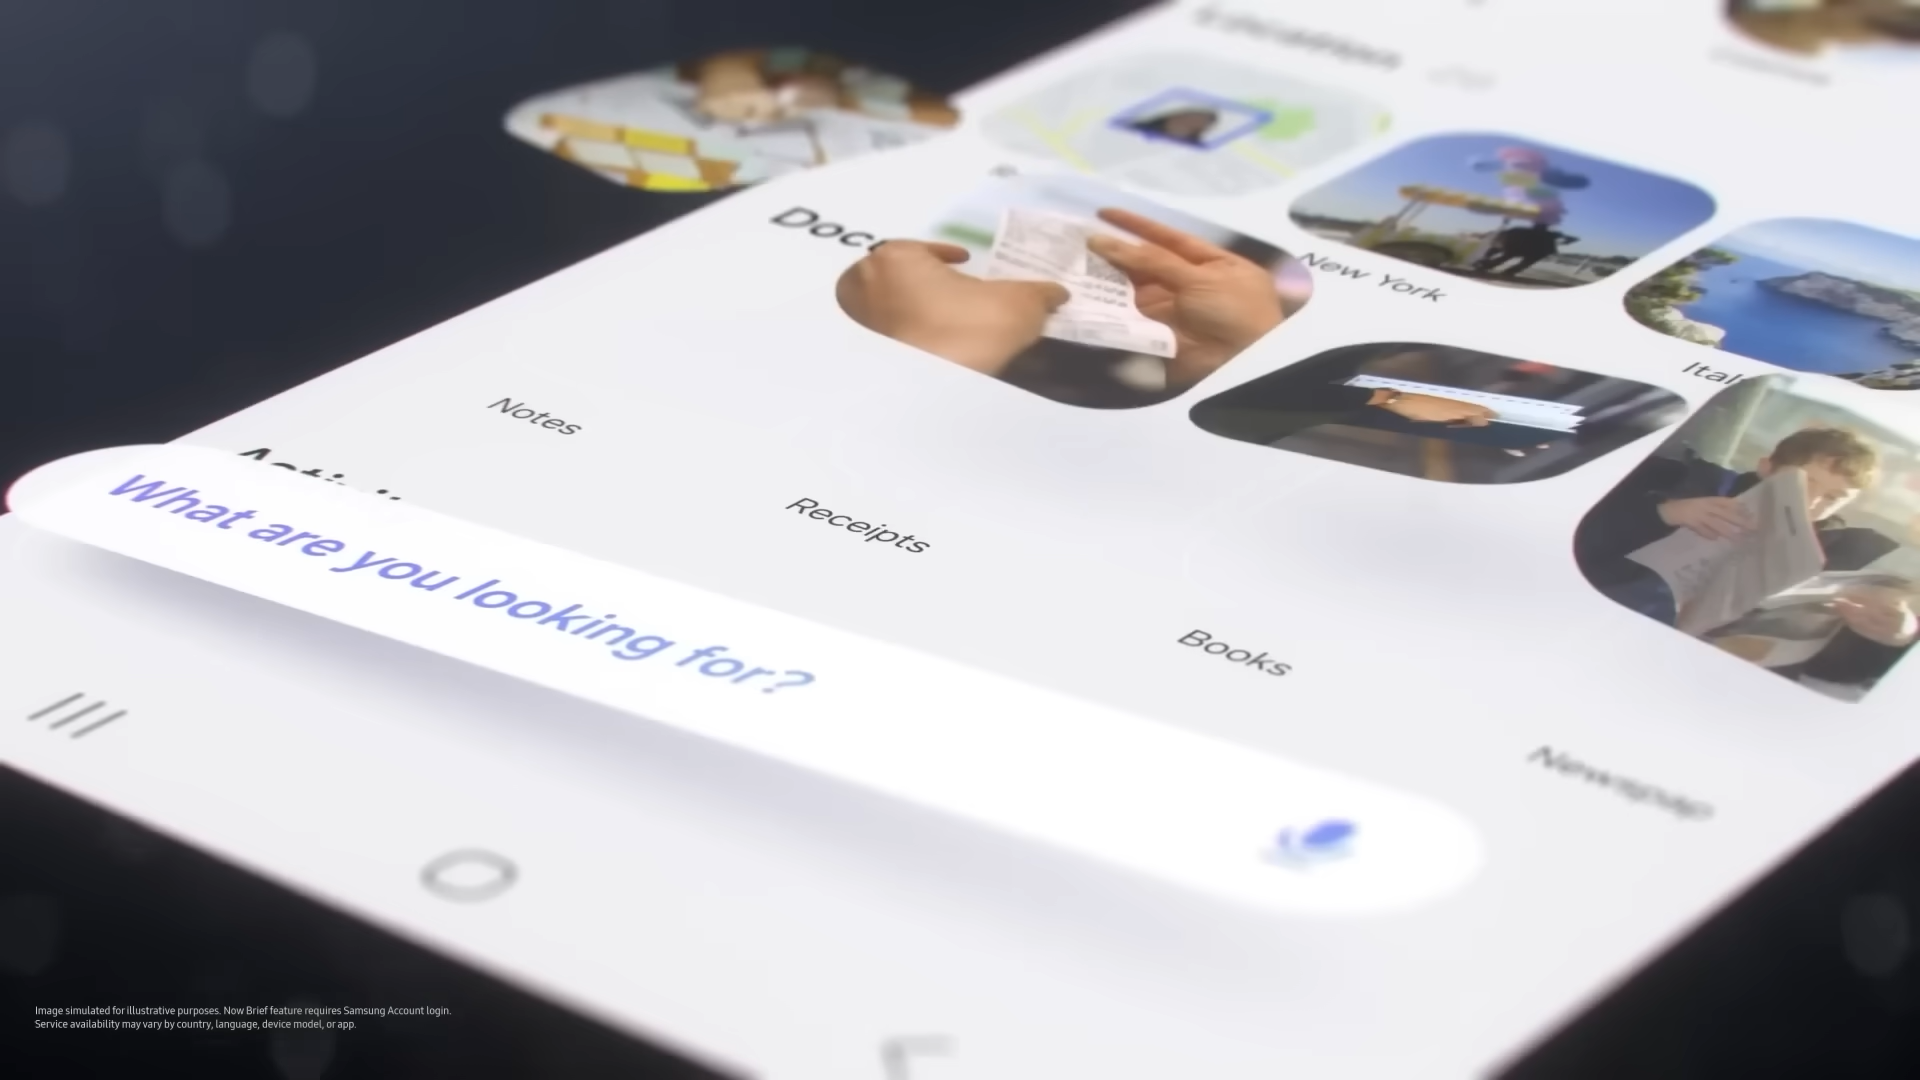 New York
Notes
Receipts
Books
What are you looking for?
Image simulated for illustrative purposes. Now Brief feature requires Samsung Account login.
Service availability may vary by country, language, device model, or app.